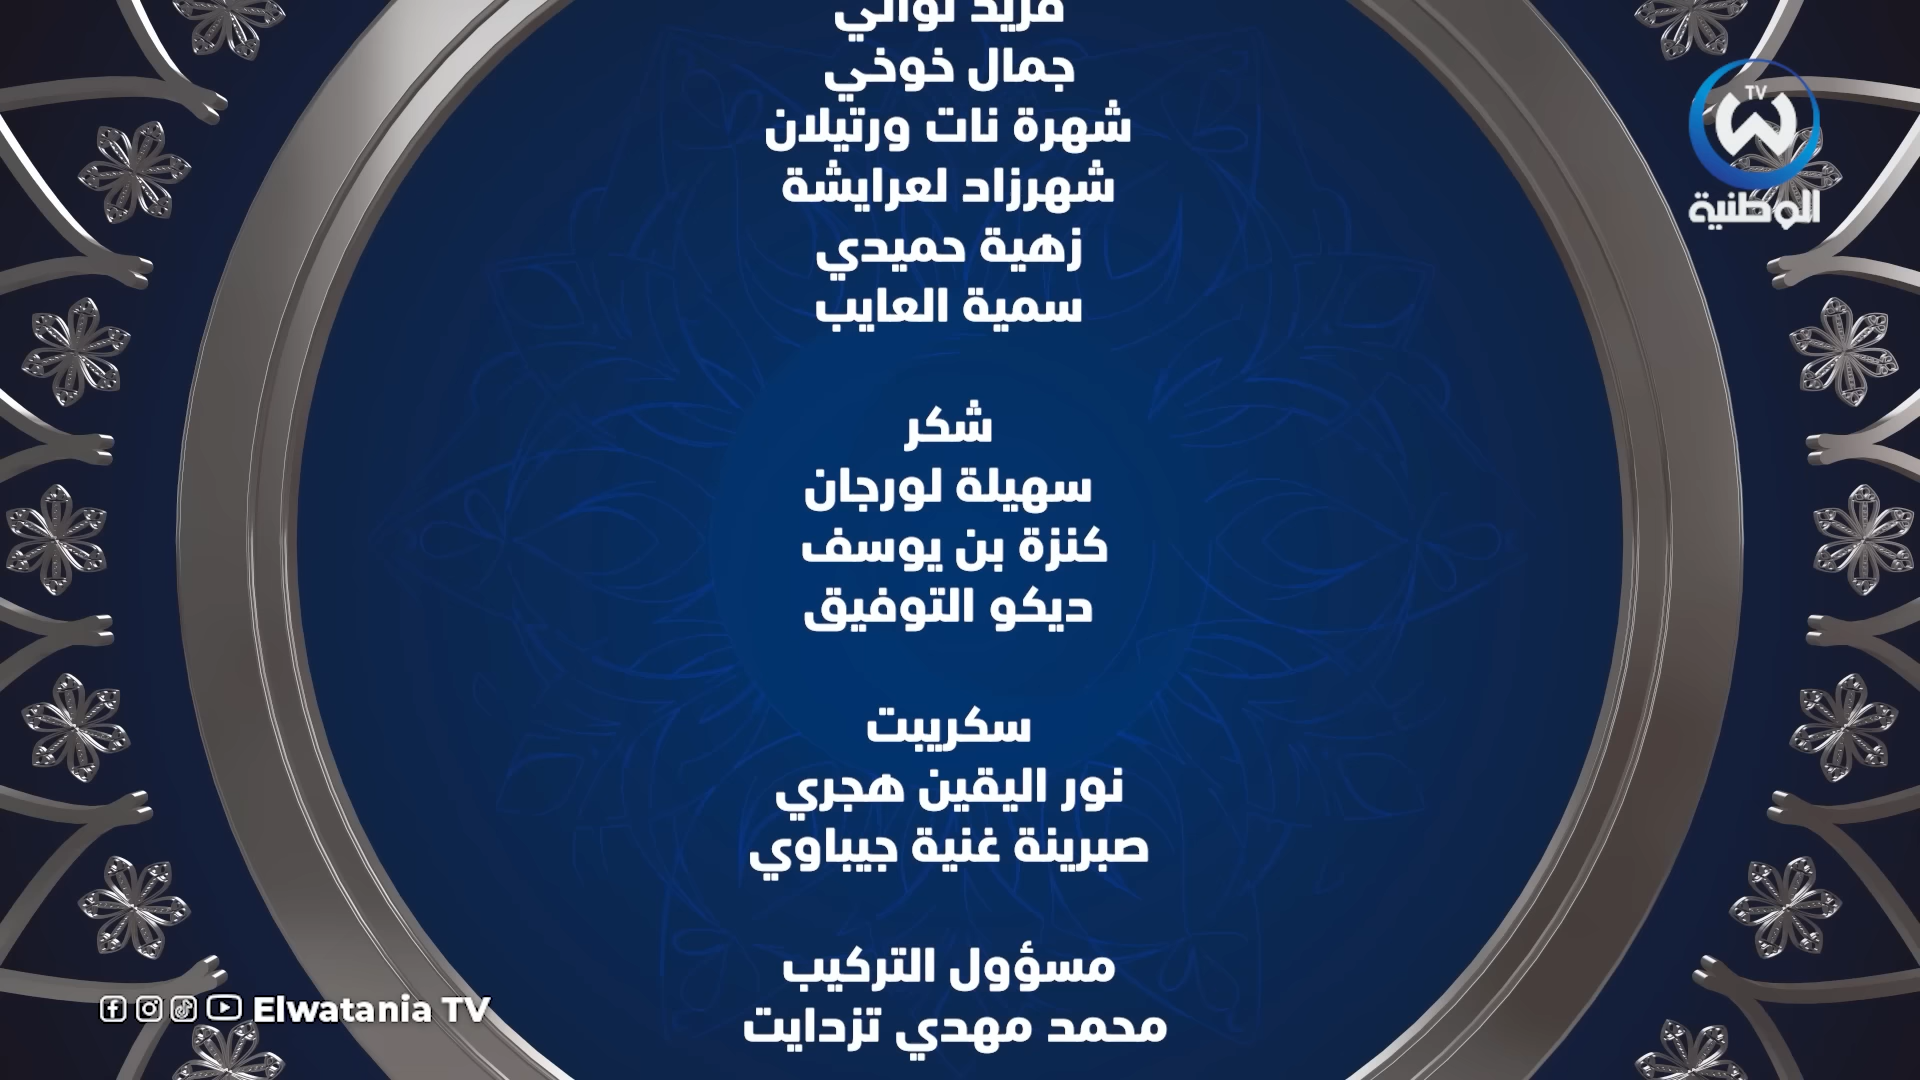 جمال خوخي
شهرة نات ورتيلان
شهرزاد لعرايشة
زهية حميدي
سمية العايب
شكر
سهيلة لورجان
كنزة بن يوسف
ديكو التوفيق
سكريبت
نور اليقين هجري
صبرينة غنية جيباوي
مسؤول التركيب
محمد مهدي تزدايت
TV
الوطنية
Elwatania TV